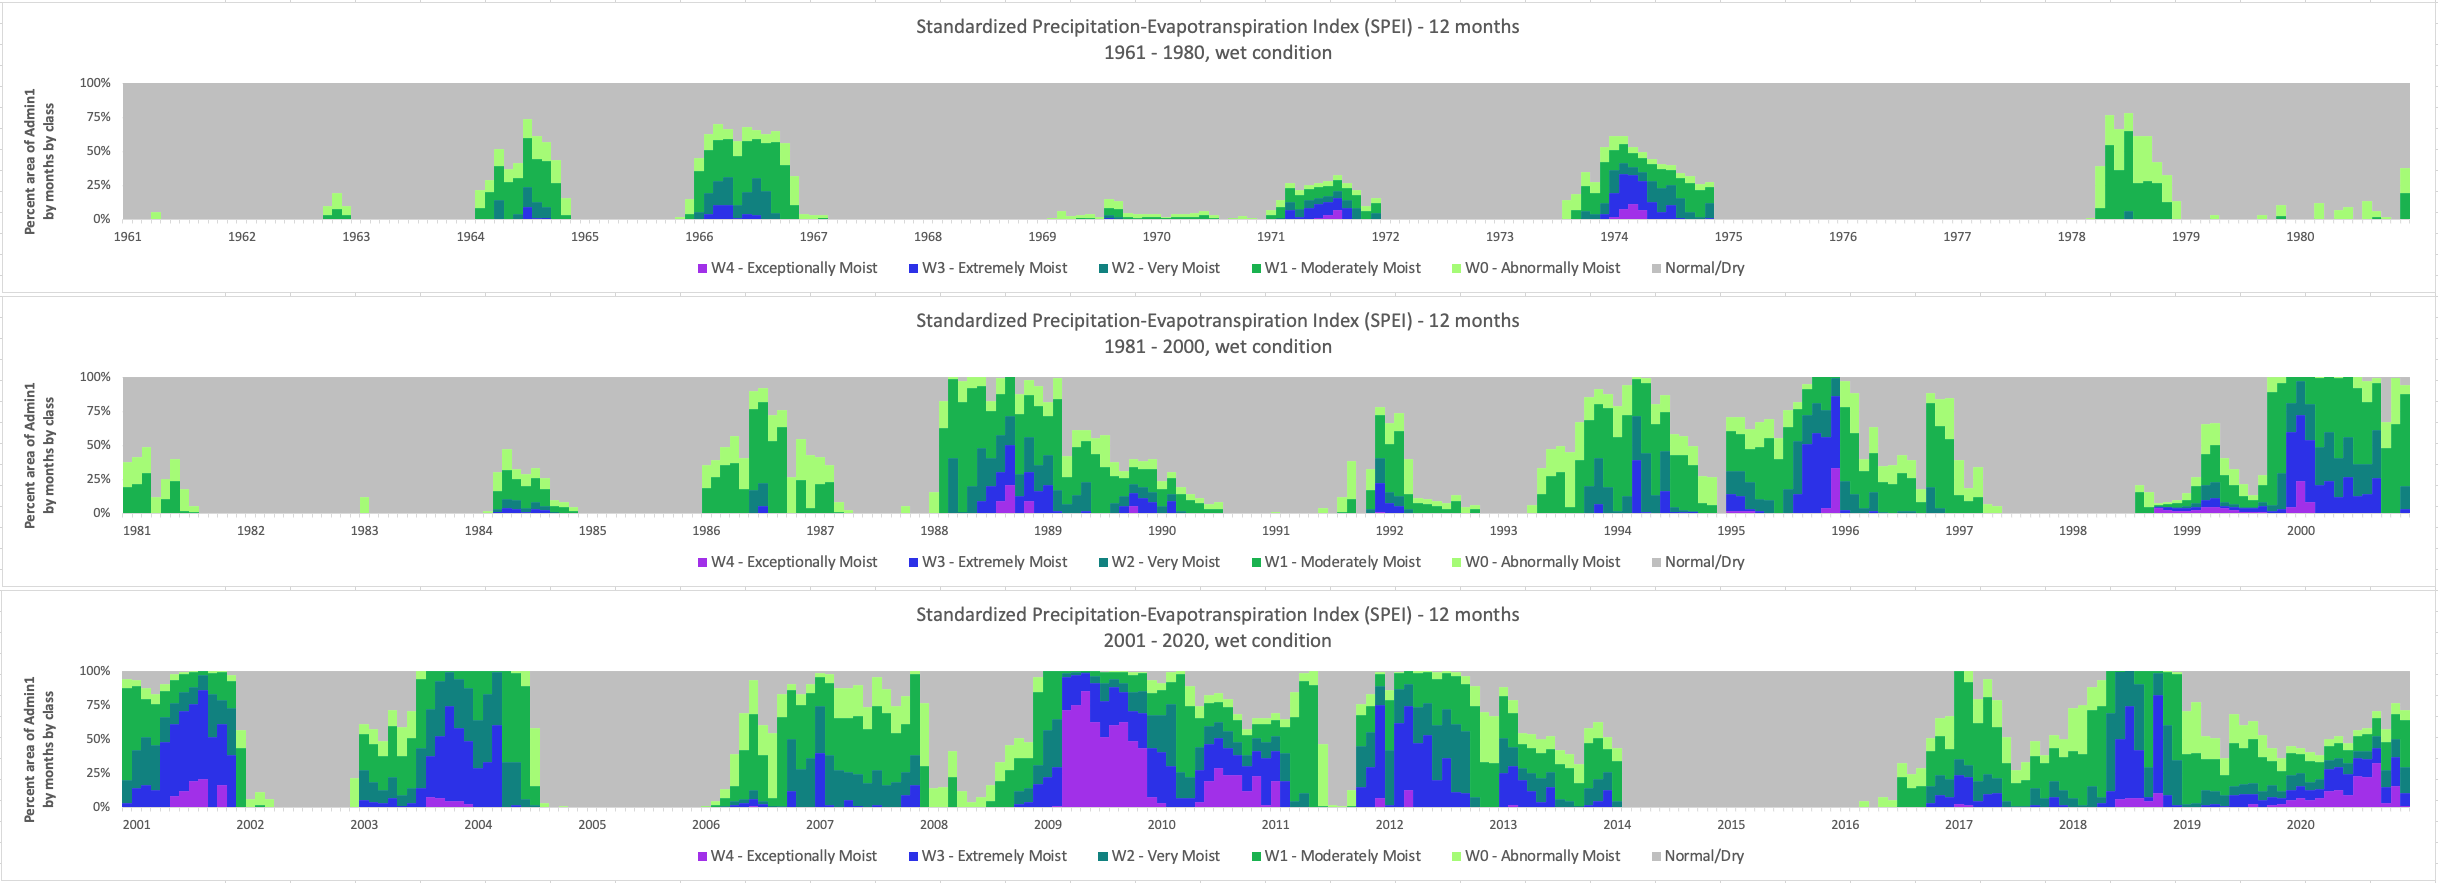 Standardized Precipitation-Evapotranspiration Index (SPEI) - 12 months
1961 - 1980, wet condition
Percent area of Admin1
by months by class
100%
75%
50%
25%
0%
1961 1962 1963 1964 1965 1966 1967 1968 1969 1970 1971 1972 1973 1974 1975 1976 1977 1978 1979 1980
W4 - Exceptionally Moist W3 - Extremely Moist W2 - Very Moist W1 - Moderately Moist W0 - Abnormally Moist Normal/Dry
Standardized Precipitation-Evapotranspiration Index (SPEI) - 12 months
1981 - 2000, wet condition
Percent area of Admin1
by months by class
100%
75%
50%
25%
0%
1981 1982 1983 1984 1985 1986 1987 1988 1989 1990 1991 1992 1993 1994 1995 1996 1997 1998 1999 2000
W4 - Exceptionally Moist W3 - Extremely Moist W2 - Very Moist W1 - Moderately Moist W0 - Abnormally Moist Normal/Dry
Standardized Precipitation-Evapotranspiration Index (SPEI) - 12 months
2001 - 2020, wet condition
Percent area of Admin1
by months by class
100%
75%
50%
25%
0%
2001 2002 2003 2004 2005 2006 2007 2008 2009 2010 2011 2012 2013 2014 2015 2016 2017 2018 2019 2020
W4 - Exceptionally Moist W3 - Extremely Moist W2 - Very Moist W1 - Moderately Moist W0 - Abnormally Moist Normal/Dry